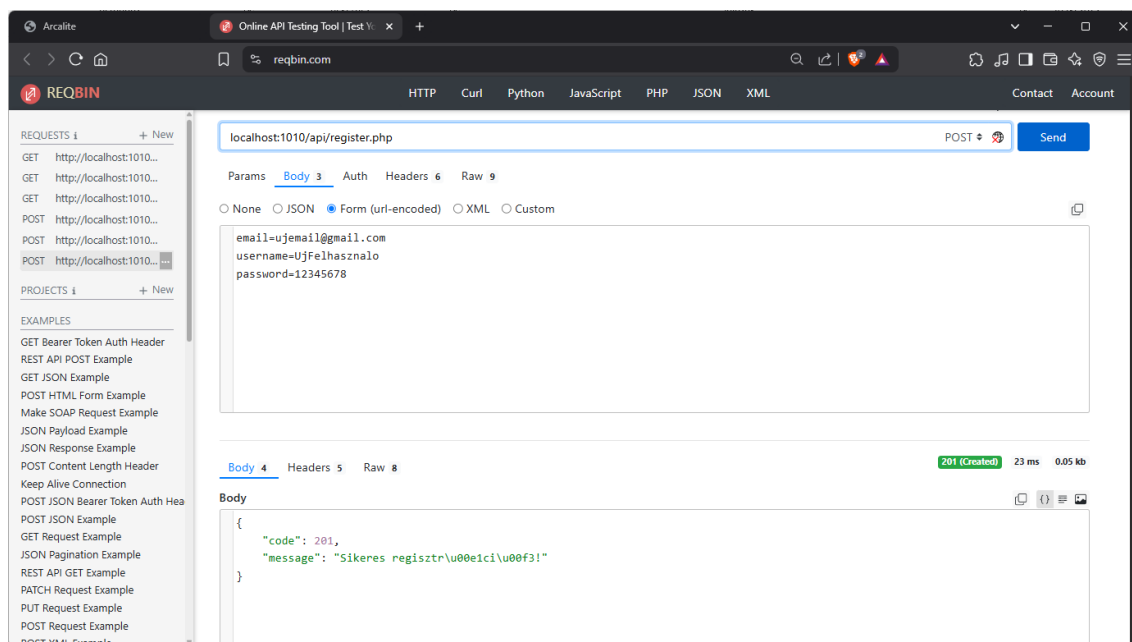 Arcalite
Online API Testing Tool | Test Yo
reqbin.com
2
REQBIN HTTP Curl Python JavaScript PHP JSON XML Contact Account
REQUESTS i + New
GET http://localhost:1010...
GET http://localhost:1010...
GET http://localhost:1010...
POST http://localhost:1010...
POST http://localhost:1010...
POST http://localhost:1010... ...
PROJECTS i + New
EXAMPLES
GET Bearer Token Auth Header
REST API POST Example
GET JSON Example
POST HTML Form Example
Make SOAP Request Example
JSON Payload Example
JSON Response Example
POST Content Length Header
Keep Alive Connection
POST JSON Bearer Token Auth Hea
POST JSON Example
GET Request Example
JSON Pagination Example
REST API GET Example
PATCH Request Example
PUT Request Example
POST Request Example
POST XML Example
localhost:1010/api/register.php POST Send
Params Body 3 Auth Headers 6 Raw 9
None JSON Form (url-encoded) XML Custom
email=ujemail@gmail.com
username=UjFelhasznalo
password=12345678
Body 4 Headers 5 Raw 8 201 (Created) 23 ms 0.05 kb
Body {}
{
"code": 201,
"message": "Sikeres regisztr\u00e1ci\u00f3!"
}